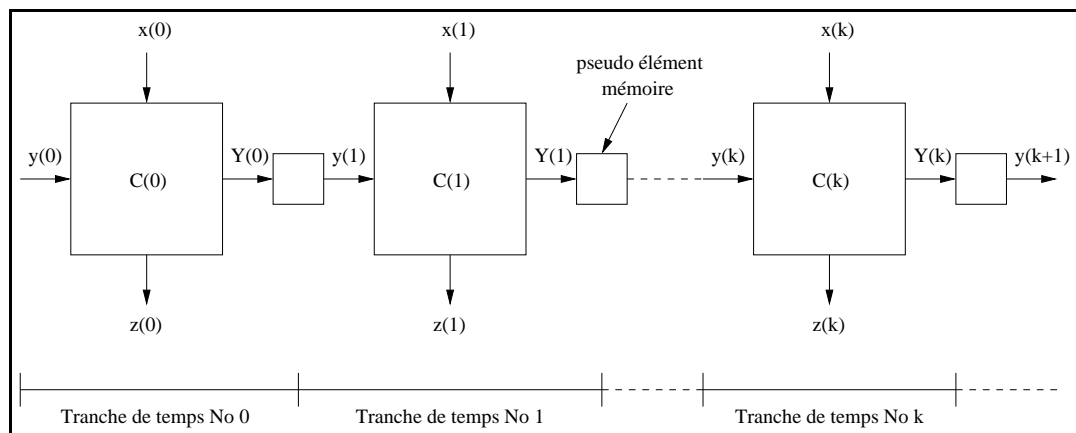 x(0)
x(1)
x(k)
pseudo élément
mémoire
y(0)
Y(0)
y(1)
Y(1)
y(k)
Y(k)
y(k+1)
C(0)
C(1)
C(k)
z(0)
z(1)
z(k)
Tranche de temps No 0
Tranche de temps No 1
Tranche de temps No k